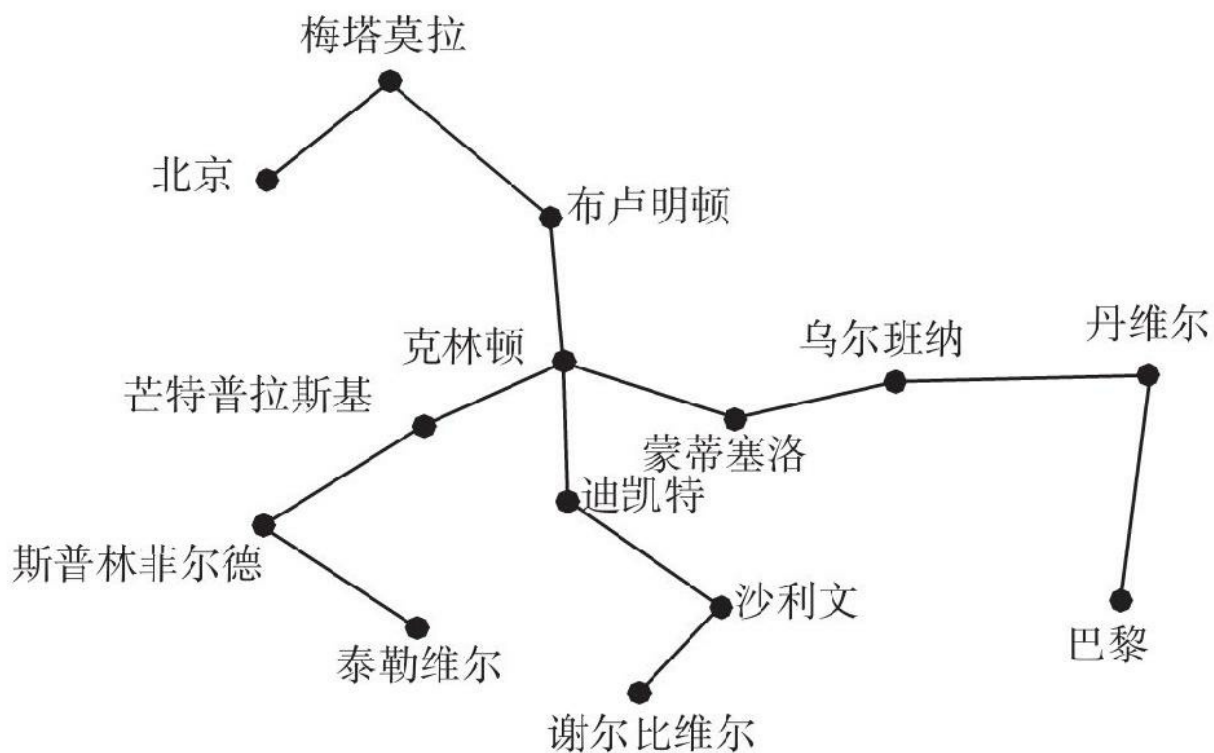 梅塔莫拉
北京
布卢明顿
克林顿
乌尔班纳
丹维尔
芒特普拉斯基
蒙蒂塞洛
迪凯特
斯普林菲尔德
沙利文
泰勒维尔
巴黎
谢尔比维尔